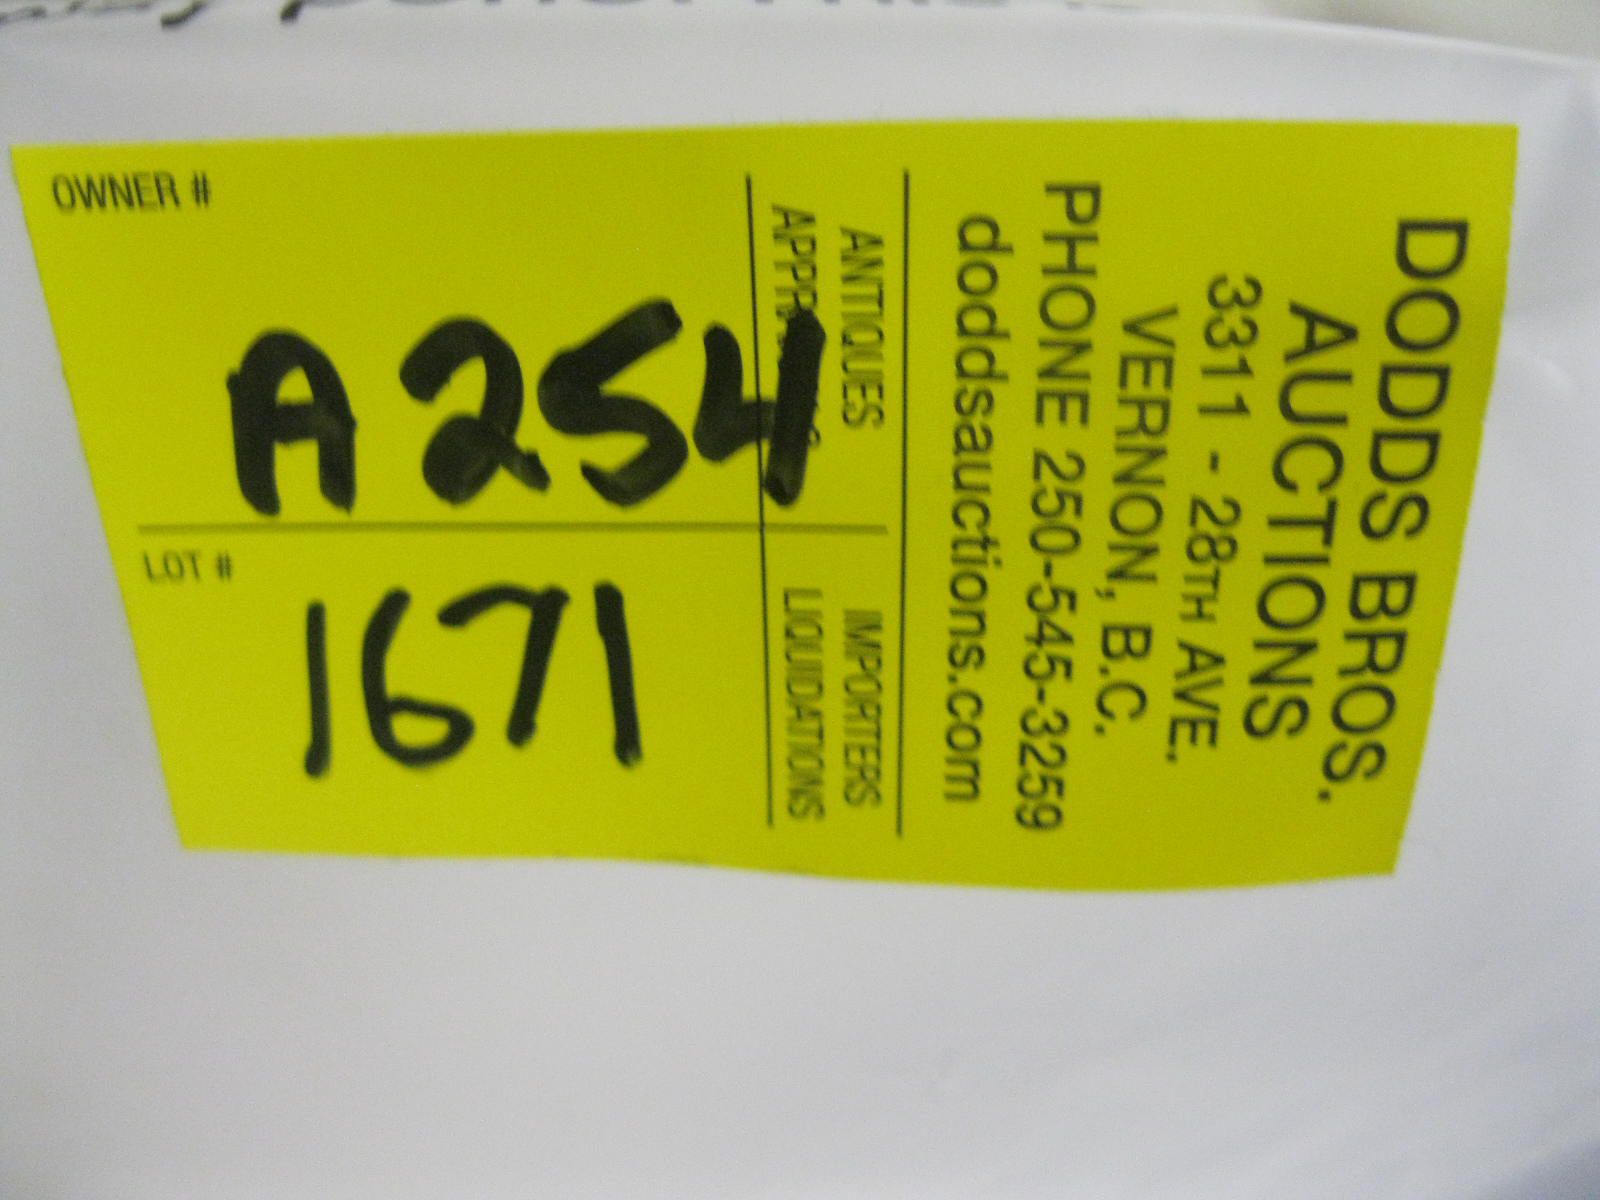 DODDS BROS.
AUCTIONS
3311 - 28TH AVE.
VERNON, B.C.
PHONE 250-545-3259
doddsauctions.com
ANTIQUES IMPORTERS
LIQUIDATIONS
OWNER #
A254
LOT #
1671